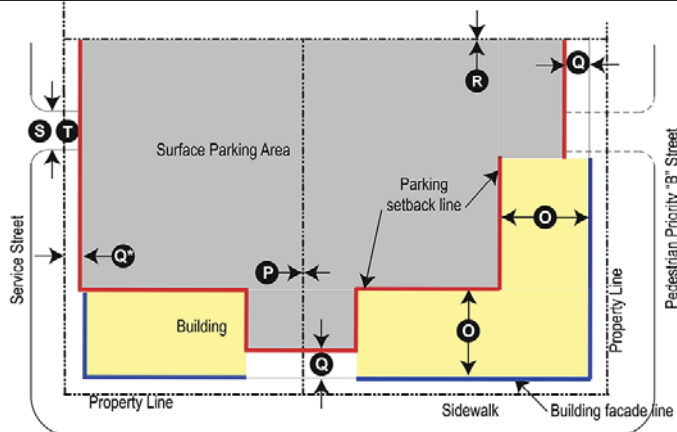 Q
R
S T
Surface Parking Area
Parking
setback line
O
Pedestrian Priority "B" Street
Service Street
Q*
P
Building
O
Q
Property Line
Property Line
Sidewalk
Building facade line